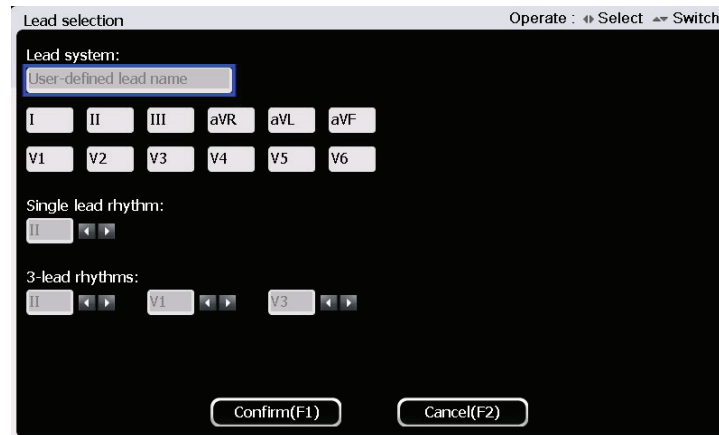 Lead selection Operate : Select Switch
Lead system:
User-defined lead name
I II III aVR aVL aVF
V1 V2 V3 V4 V5 V6
Single lead rhythm:
II
3-lead rhythms:
II V1 V3
Confirm(F1) Cancel(F2)